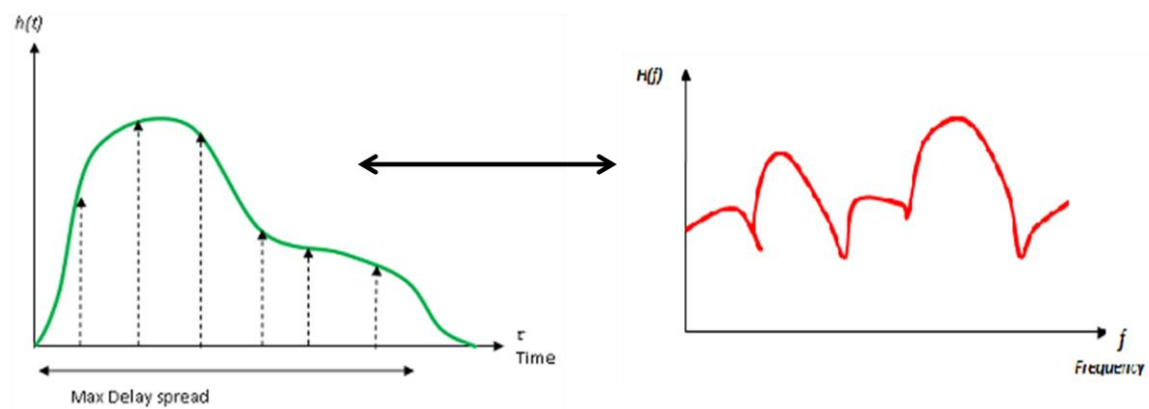 h(t)
τ
Time
Max Delay spread
H(f)
f
Frequency